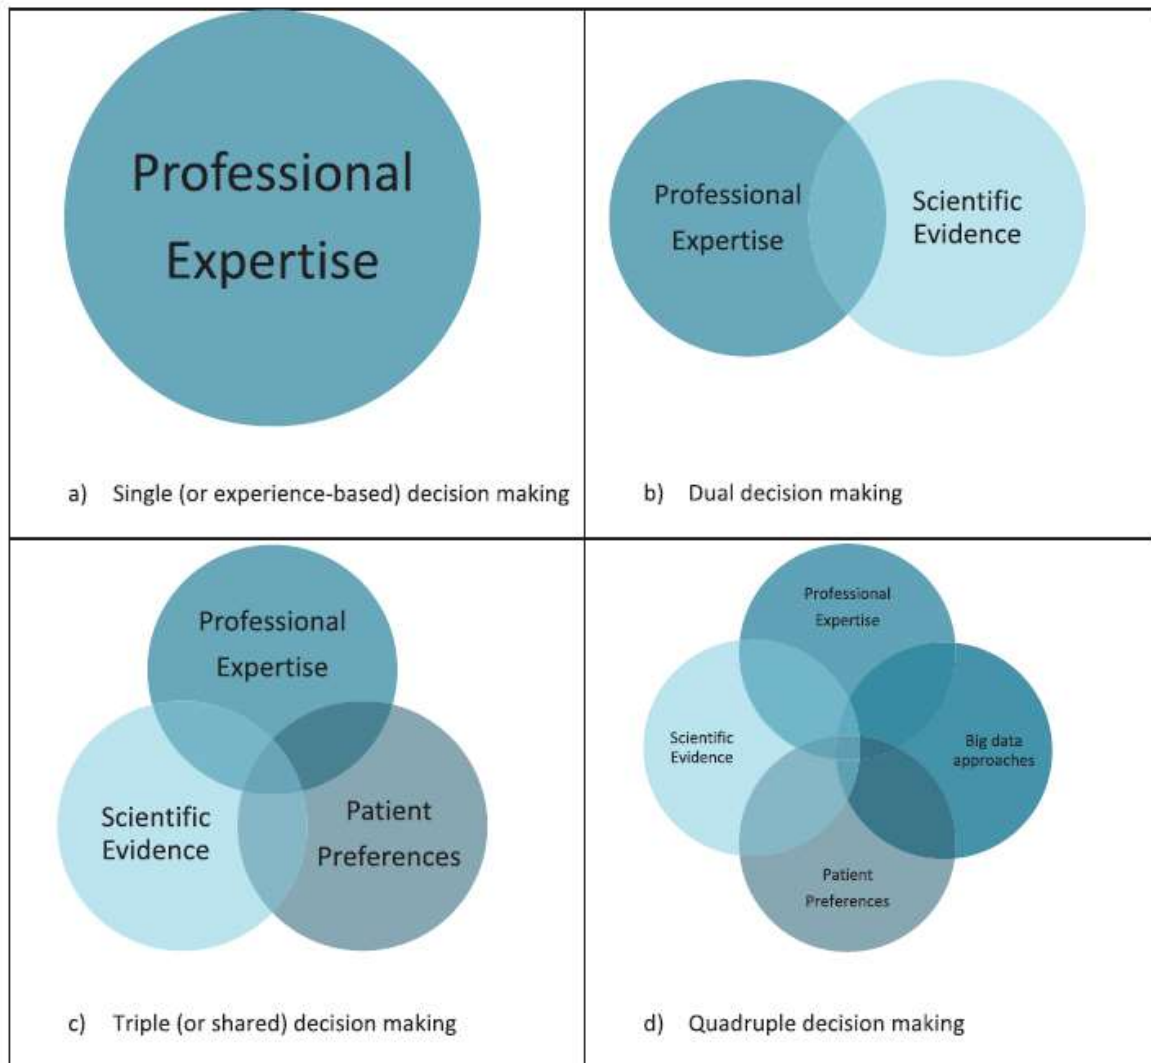 Professional
Expertise
a) Single (or experience-based) decision making
Professional
Expertise
Scientific
Evidence
b) Dual decision making
Professional
Expertise
Scientific
Evidence
Patient
Preferences
c) Triple (or shared) decision making
Professional
Expertise
Scientific
Evidence
Big data
approaches
Patient
Preferences
d) Quadruple decision making